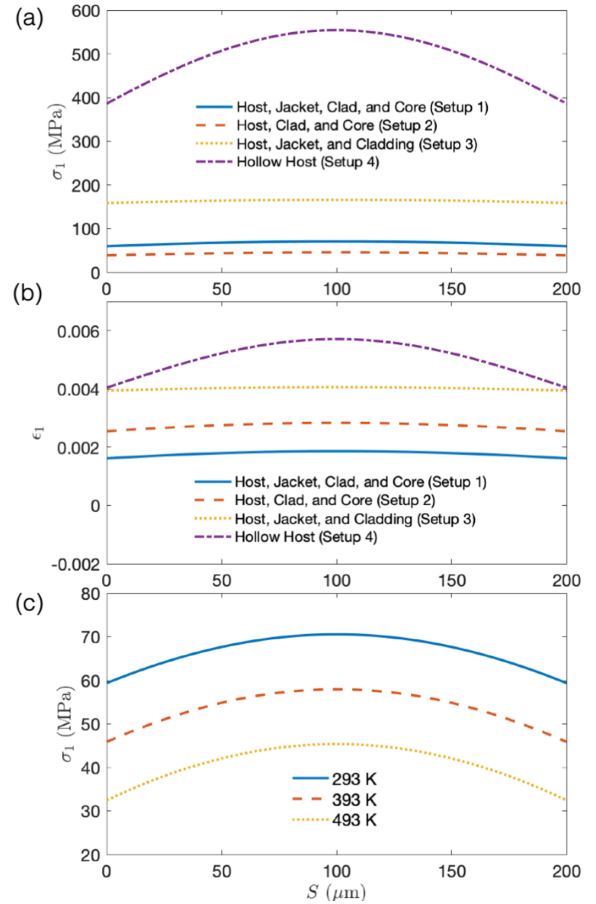 (a)
600
500
400
300
200
100
0
σ₁ (MPa)
Host, Jacket, Clad, and Core (Setup 1)
Host, Clad, and Core (Setup 2)
Host, Jacket, and Cladding (Setup 3)
Hollow Host (Setup 4)
0 50 100 150 200
(b)
0.006
0.004
0.002
0
-0.002
ϵ₁
Host, Jacket, Clad, and Core (Setup 1)
Host, Clad, and Core (Setup 2)
Host, Jacket, and Cladding (Setup 3)
Hollow Host (Setup 4)
0 50 100 150 200
(c)
80
70
60
50
40
30
20
σ₁ (MPa)
293 K
393 K
493 K
0 50 100 150 200
S (μm)